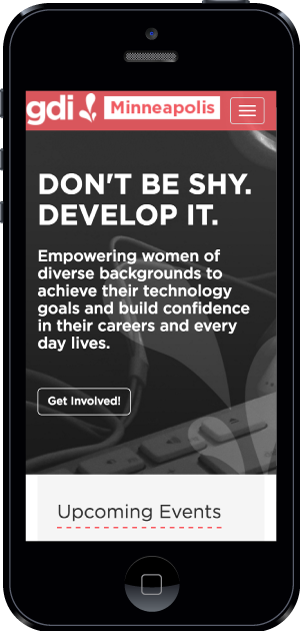 gdi Minneapolis
DON'T BE SHY.
DEVELOP IT.
Empowering women of
diverse backgrounds to
achieve their technology
goals and build confidence
in their careers and every
day lives.
Get Involved!
Upcoming Events